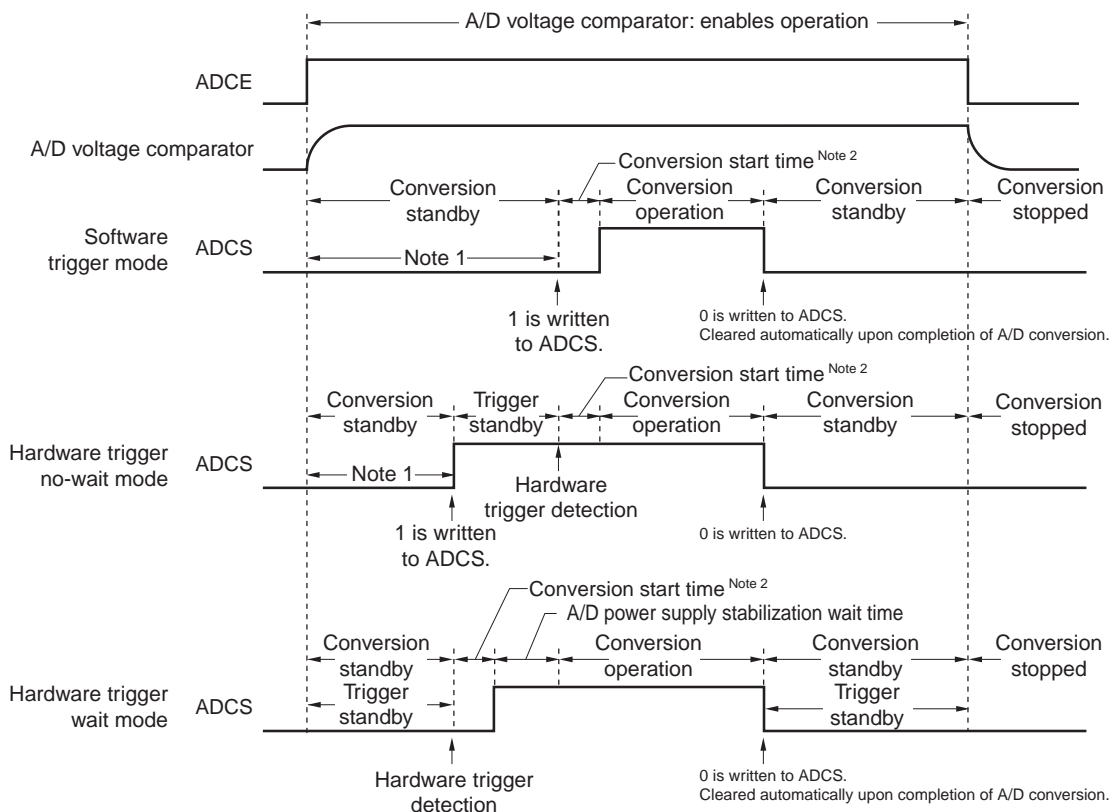 A/D voltage comparator: enables operation
ADCE
A/D voltage comparator
Conversion start time Note 2
Conversion standby
Conversion operation
Conversion standby
Conversion stopped
Software trigger mode
ADCS
Note 1
1 is written to ADCS.
0 is written to ADCS.
Cleared automatically upon completion of A/D conversion.
Conversion start time Note 2
Conversion standby
Trigger standby
Conversion operation
Conversion standby
Conversion stopped
Hardware trigger no-wait mode
ADCS
Note 1
Hardware trigger detection
1 is written to ADCS.
0 is written to ADCS.
Conversion start time Note 2
A/D power supply stabilization wait time
Conversion standby
Conversion operation
Conversion standby
Conversion stopped
Hardware trigger wait mode
ADCS
Trigger standby
Trigger standby
Hardware trigger detection
0 is written to ADCS.
Cleared automatically upon completion of A/D conversion.